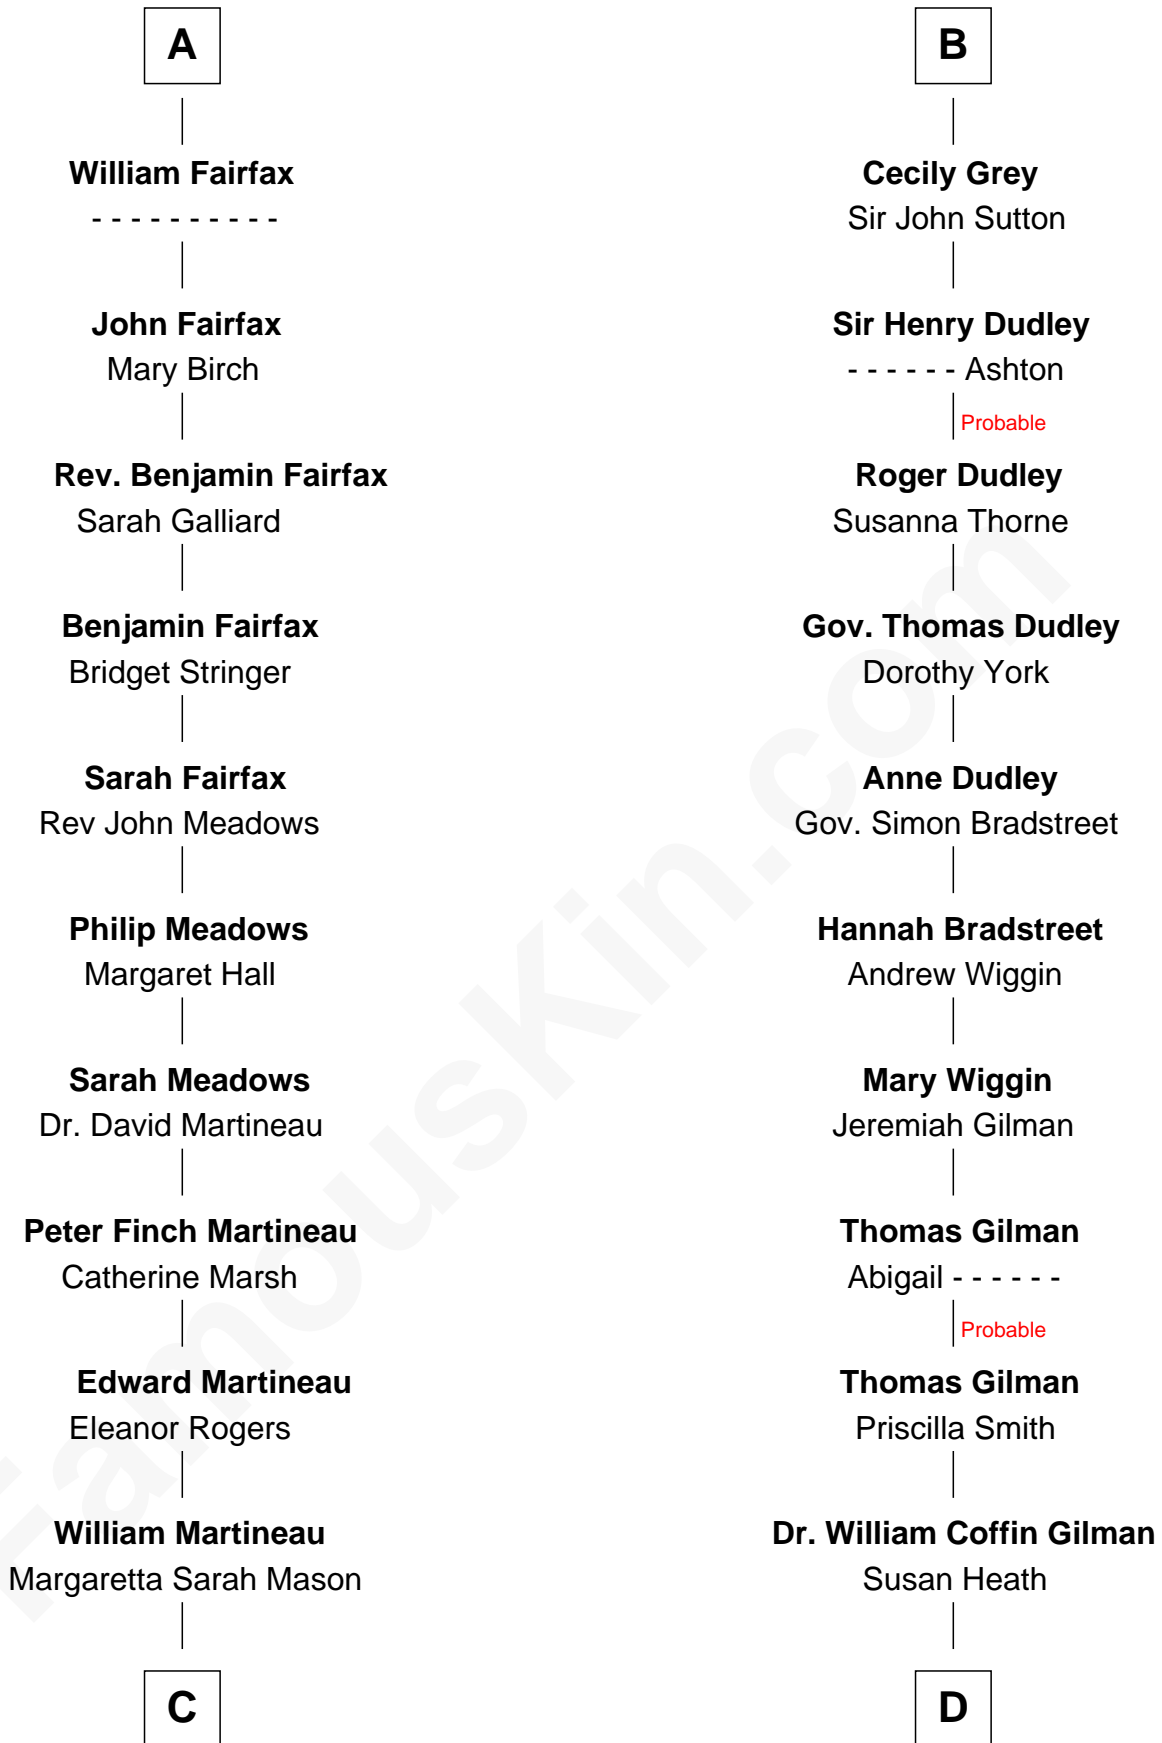 A
William Fairfax
- - - - - - - - - -
John Fairfax
Mary Birch
Rev. Benjamin Fairfax
Sarah Galliard
Benjamin Fairfax
Bridget Stringer
Sarah Fairfax
Rev John Meadows
Philip Meadows
Margaret Hall
Sarah Meadows
Dr. David Martineau
Peter Finch Martineau
Catherine Marsh
Edward Martineau
Eleanor Rogers
William Martineau
Margaretta Sarah Mason
C
B
Cecily Grey
Sir John Sutton
Sir Henry Dudley
- - - - - - Ashton
Probable
Roger Dudley
Susanna Thorne
Gov. Thomas Dudley
Dorothy York
Anne Dudley
Gov. Simon Bradstreet
Hannah Bradstreet
Andrew Wiggin
Mary Wiggin
Jeremiah Gilman
Thomas Gilman
Abigail - - - - - -
Probable
Thomas Gilman
Priscilla Smith
Dr. William Coffin Gilman
Susan Heath
D
FamousKin.com